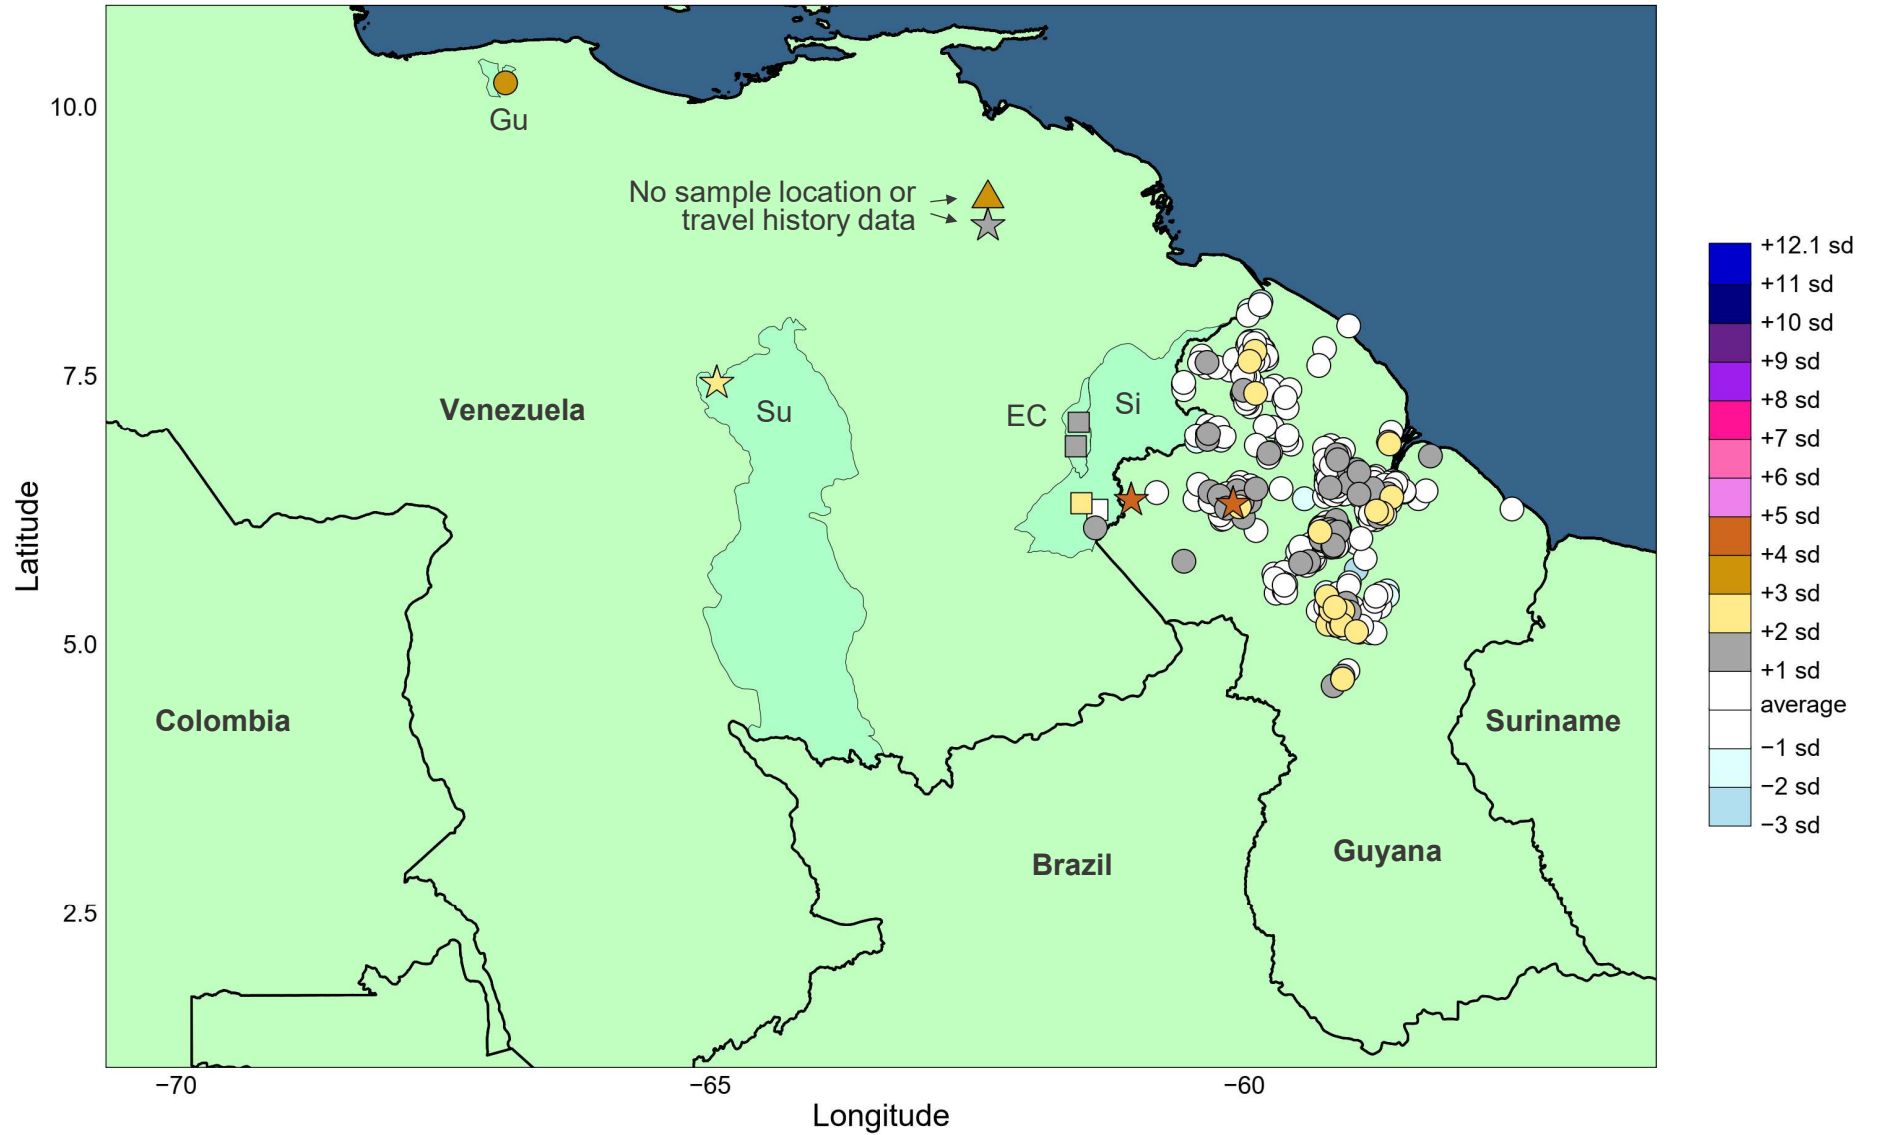 10.0
7.5
5.0
2.5
Latitude
−70
−65
−60
Longitude
Gu
No sample location or
travel history data
Venezuela
Su
EC
Si
Colombia
Brazil
Guyana
Suriname
+12.1 sd
+11 sd
+10 sd
+9 sd
+8 sd
+7 sd
+6 sd
+5 sd
+4 sd
+3 sd
+2 sd
+1 sd
average
−1 sd
−2 sd
−3 sd